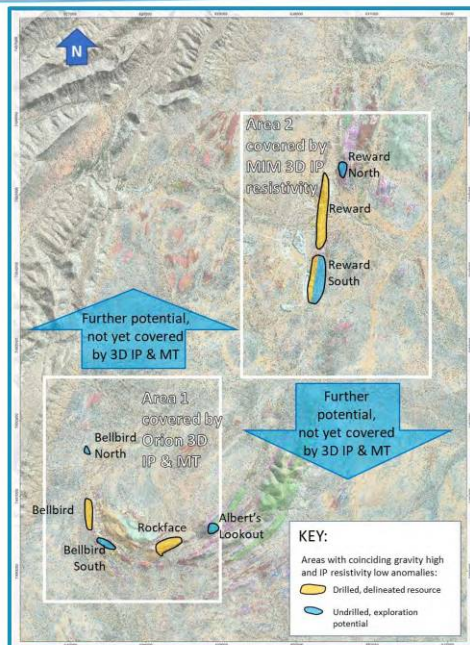 N
Area 2
covered by
MIM 3D IP
resistivity
Reward
North
Reward
Reward
South
Further potential,
not yet covered
by 3D IP & MT
Further
potential,
not yet covered
by 3D IP & MT
Area 1
covered by
Orion 3D
IP & MT
Bellbird
North
Bellbird
Bellbird
South
Rockface
Albert's
Lookout
KEY:
Areas with coinciding gravity high
and IP resistivity low anomalies:
Drilled, delineated resource
Undrilled, exploration
potential